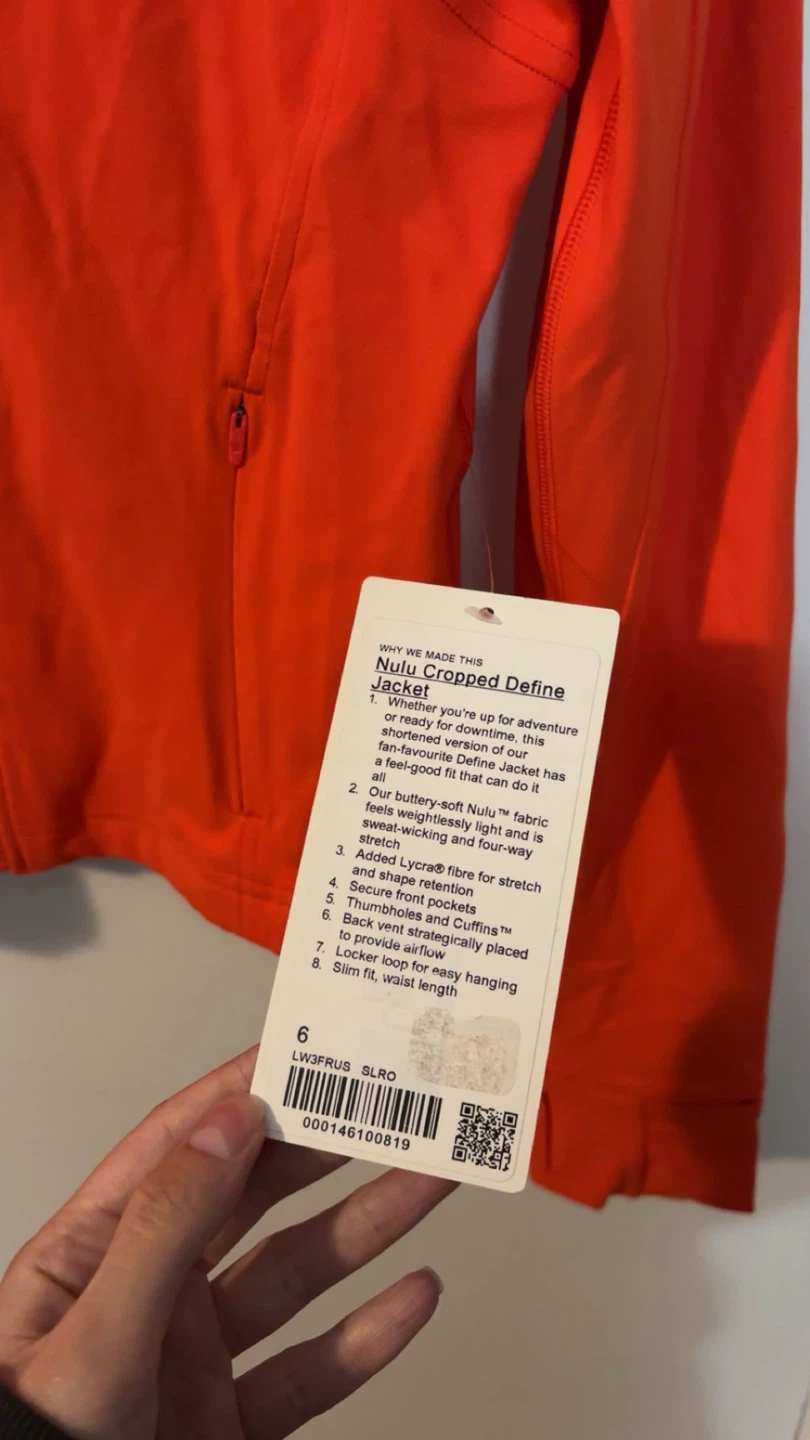 WHY WE MADE THIS
Nulu Cropped Define
Jacket
1. Whether you're up for adventure
or ready for downtime, this
shortened version of our
fan-favourite Define Jacket has
a feel-good fit that can do it
all
2. Our buttery-soft Nulu™ fabric
feels weightlessly light and is
sweat-wicking and four-way
stretch
3. Added Lycra® fibre for stretch
and shape retention
4. Secure front pockets
5. Thumbholes and Cuffins™
6. Back vent strategically placed
to provide airflow
7. Locker loop for easy hanging
8. Slim fit, waist length
6
LW3FRUS SLRO
000146100819